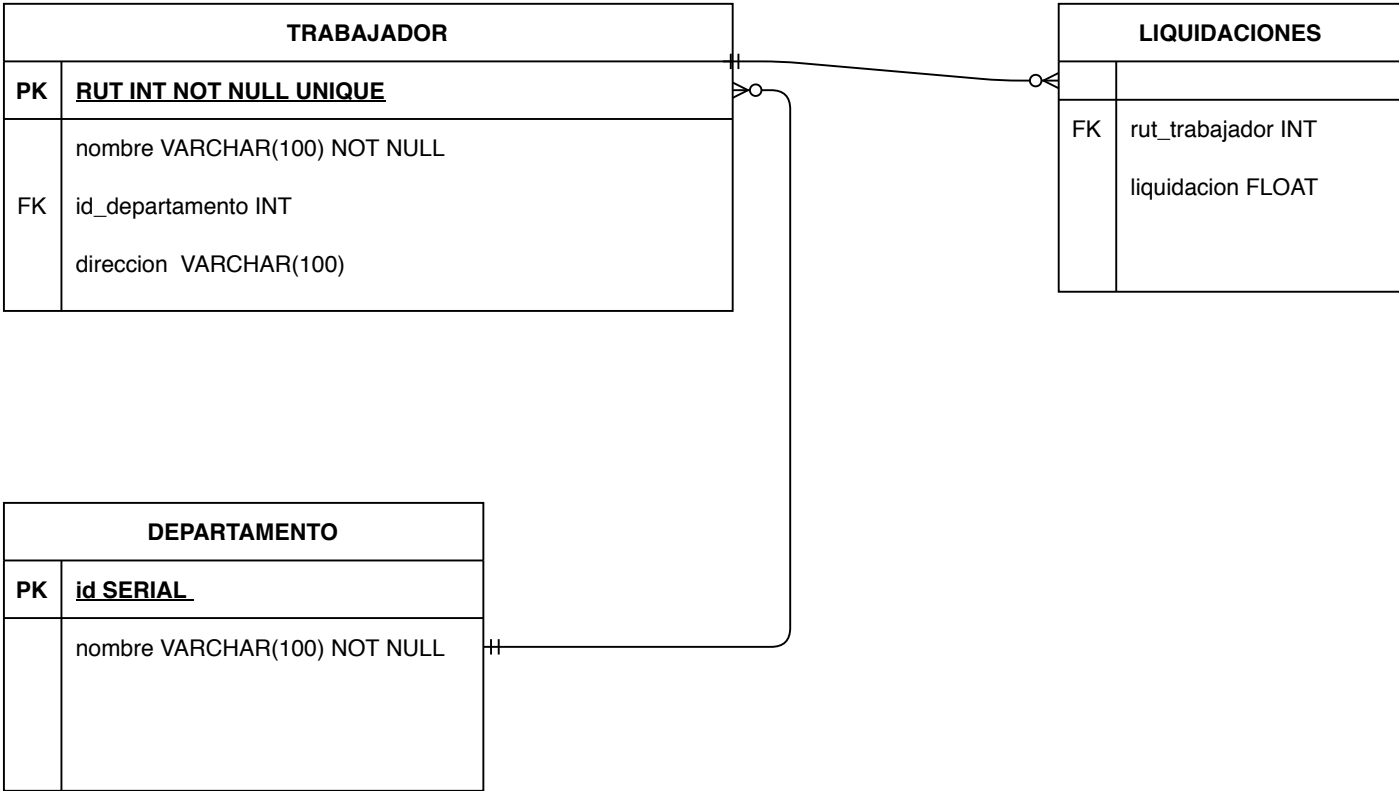 TRABAJADOR
PK RUT INT NOT NULL UNIQUE
nombre VARCHAR(100) NOT NULL
FK id_departamento INT
direccion VARCHAR(100)
LIQUIDACIONES
FK rut_trabajador INT
liquidacion FLOAT
DEPARTAMENTO
PK id SERIAL
nombre VARCHAR(100) NOT NULL